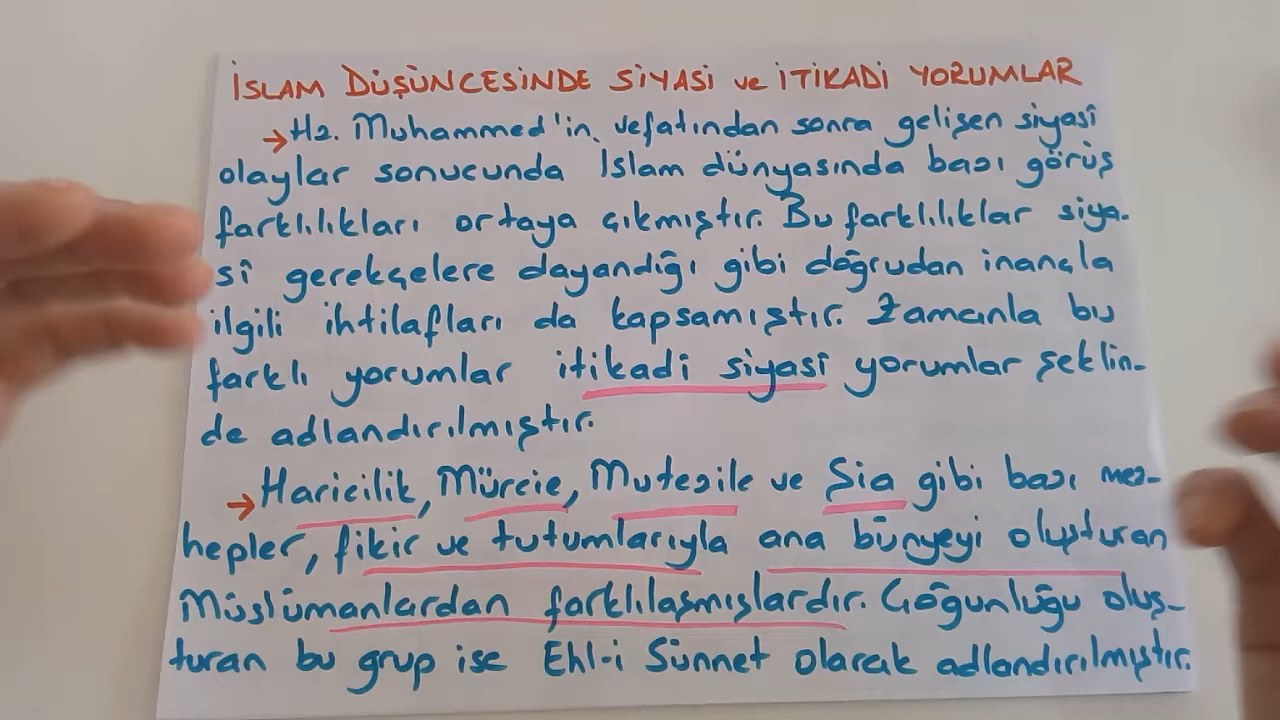 İSLAM DÜŞÜNCESİNDE SİYASİ ve İTİKADİ YORUMLAR
→Hz. Muhammed'in vefatından sonra gelişen siyasî
olaylar sonucunda İslam dünyasında bazı görüş
farklılıkları ortaya çıkmıştır. Bu farklılıklar siya-
sî gerekçelere dayandığı gibi doğrudan inançla
ilgili ihtilafları da kapsamıştır. Zamanla bu
farklı yorumlar itikadi siyasî yorumlar şeklin-
de adlandırılmıştır.
→Haricilik, Mürcie, Mutezile ve Şia gibi bazı mez-
hepler, fikir ve tutumlarıyla ana bünyeyi oluşturan
Müslümanlardan farklılaşmışlardır. Çoğunluğu oluş-
turan bu grup ise Ehl-i Sünnet olarak adlandırılmıştır.